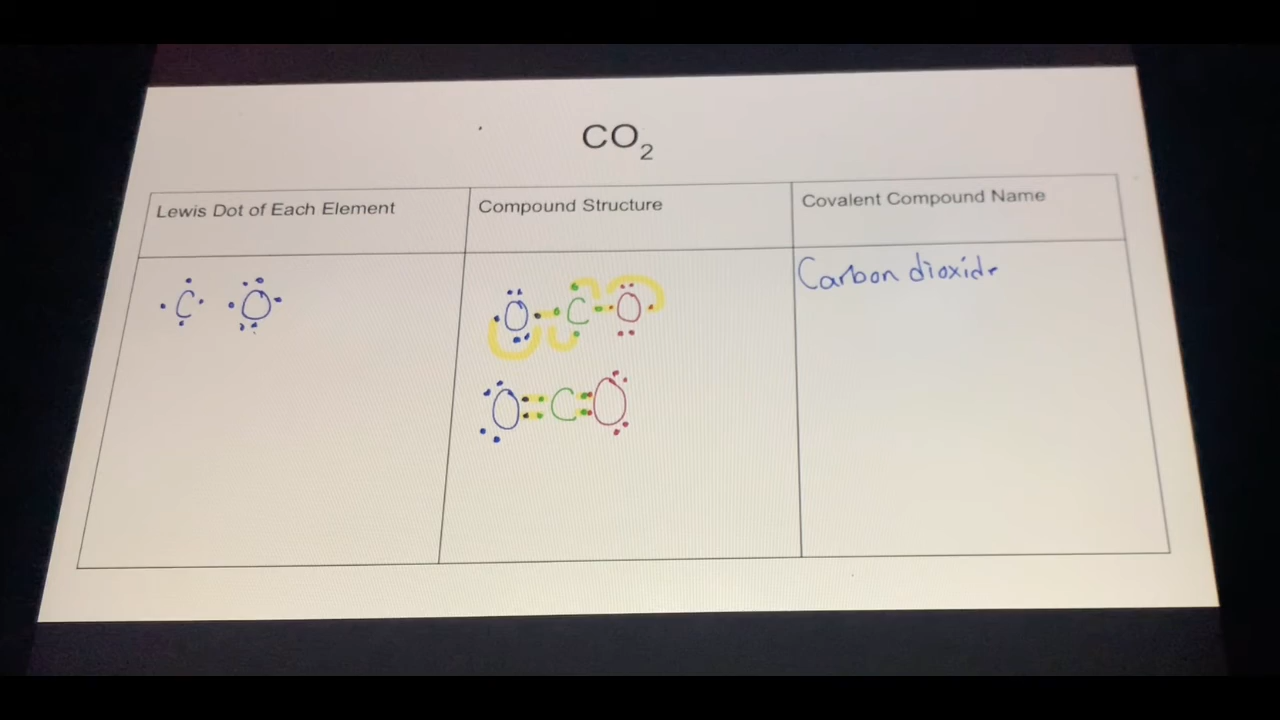 CO₂
Lewis Dot of Each Element
Compound Structure
Covalent Compound Name
C O
O C O
O C O
Carbon dioxide